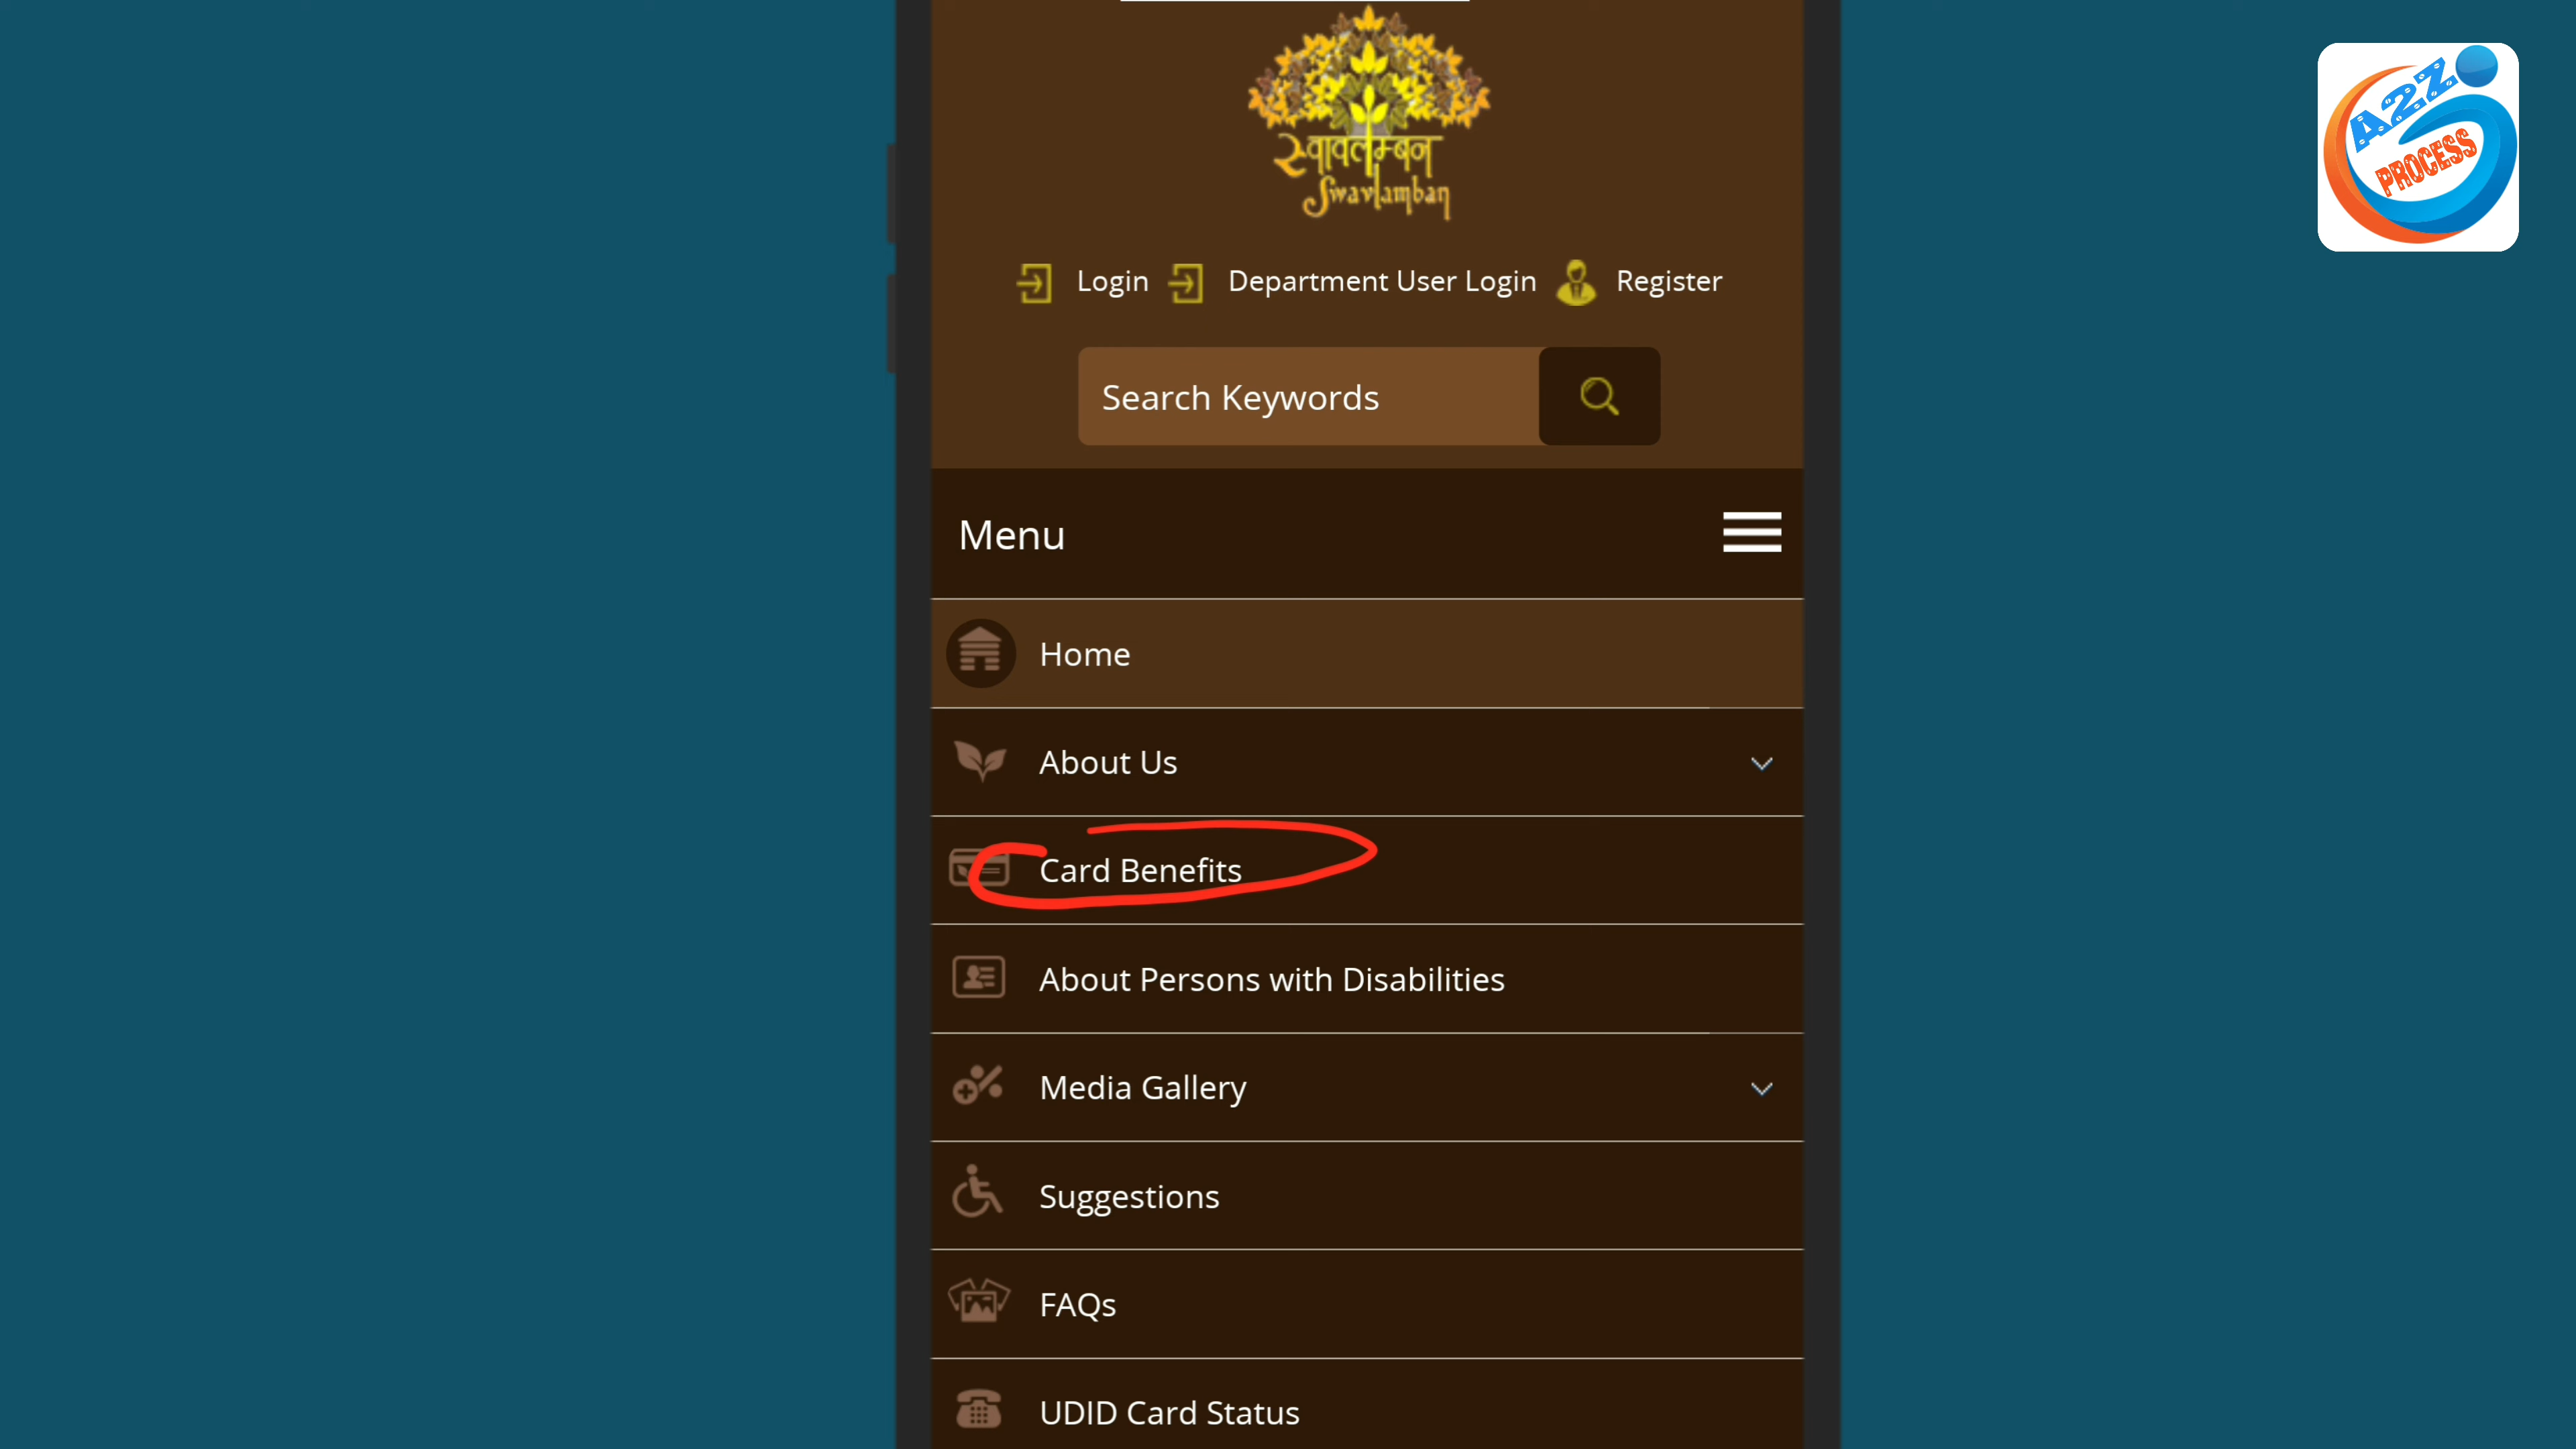 स्वावलम्बन
Swavlamban
A2Z
PROCESS
Login Department User Login Register
Search Keywords
Menu
Home
About Us
Card Benefits
About Persons with Disabilities
Media Gallery
Suggestions
FAQs
UDID Card Status